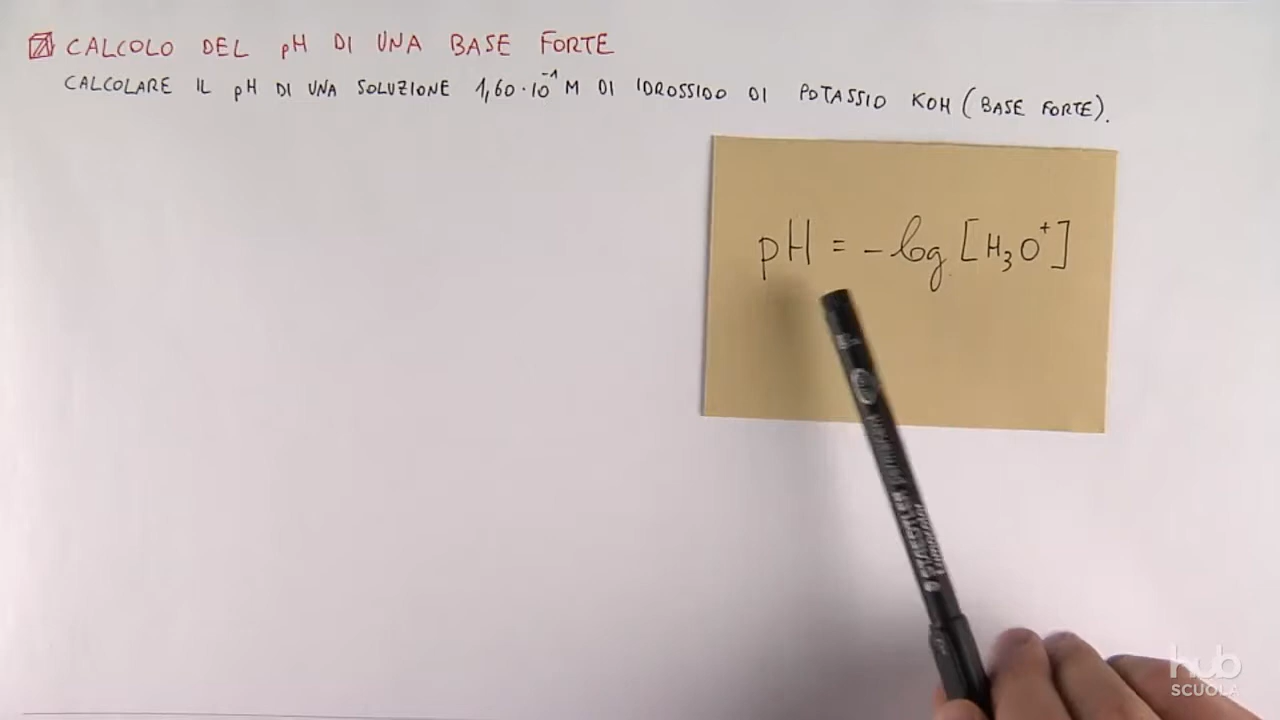 CALCOLO DEL pH DI UNA BASE FORTE
CALCOLARE IL pH DI UNA SOLUZIONE 1,60·10⁻¹ M DI IDROSSIDO DI POTASSIO KOH (BASE FORTE).
pH = -log [H₃O⁺]
STAEDTLER
hub
SCUOLA